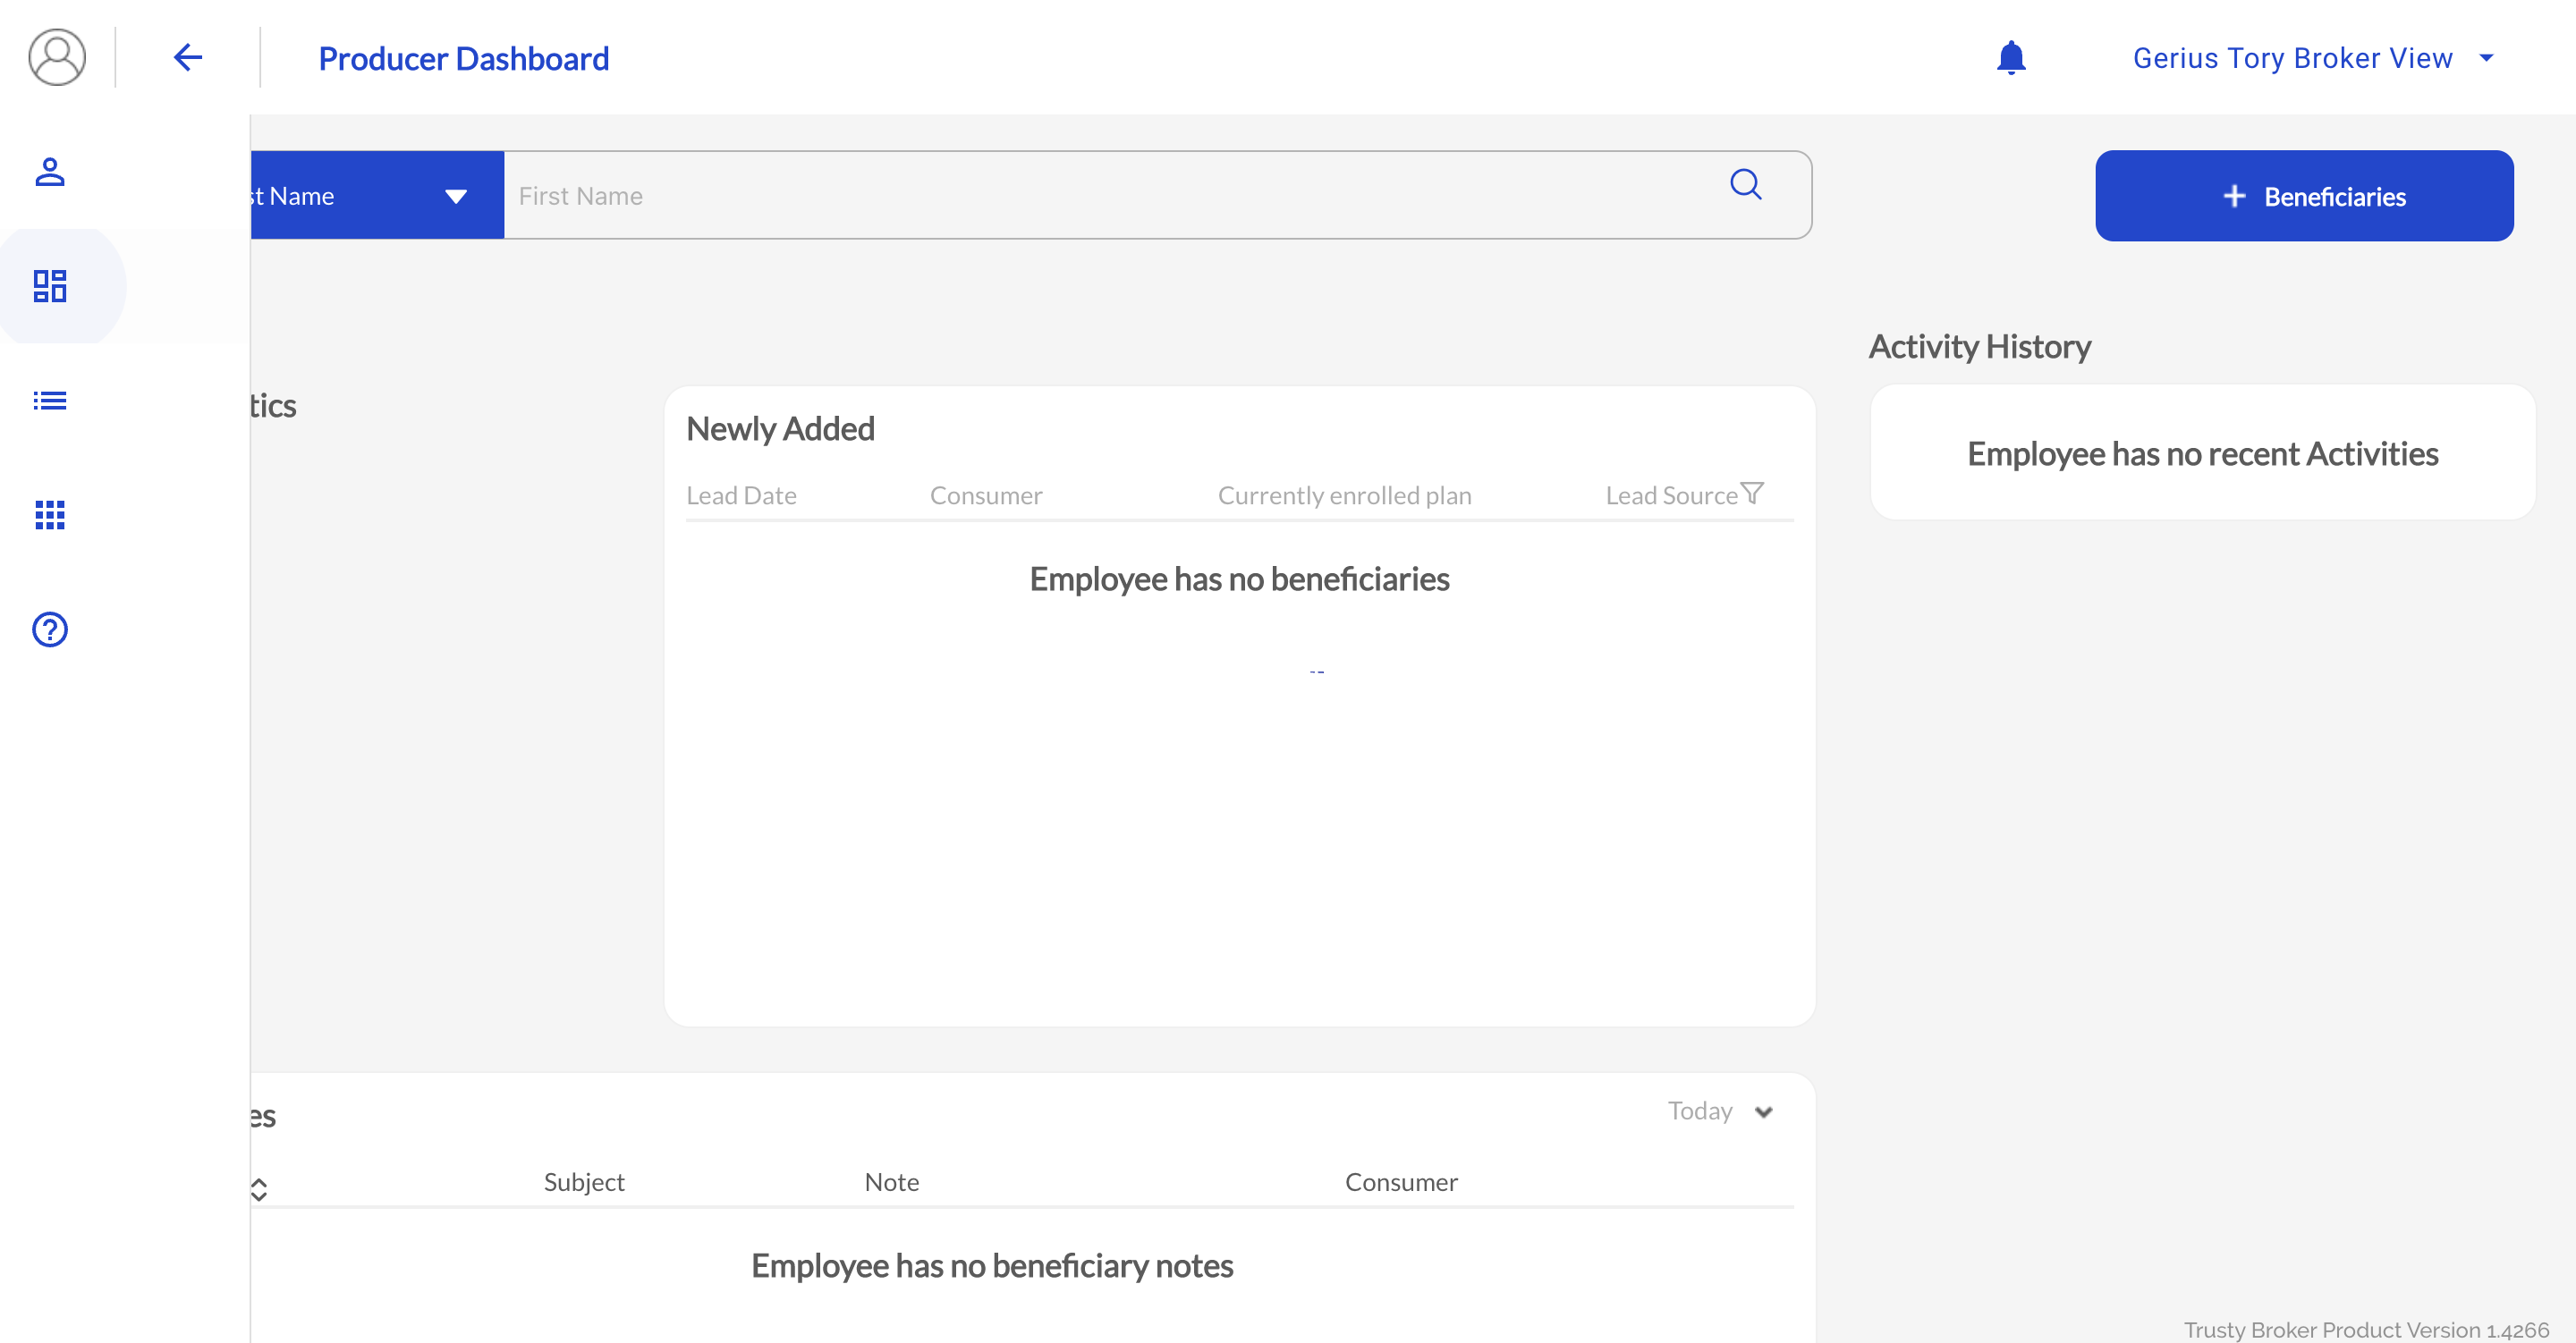 Producer Dashboard
Gerius Tory Broker View
st Name
First Name
+ Beneficiaries
Activity History
Employee has no recent Activities
tics
Newly Added
Lead Date Consumer Currently enrolled plan Lead Source
Employee has no beneficiaries
--
es
Today
Subject Note Consumer
Employee has no beneficiary notes
Trusty Broker Product Version 1.4266